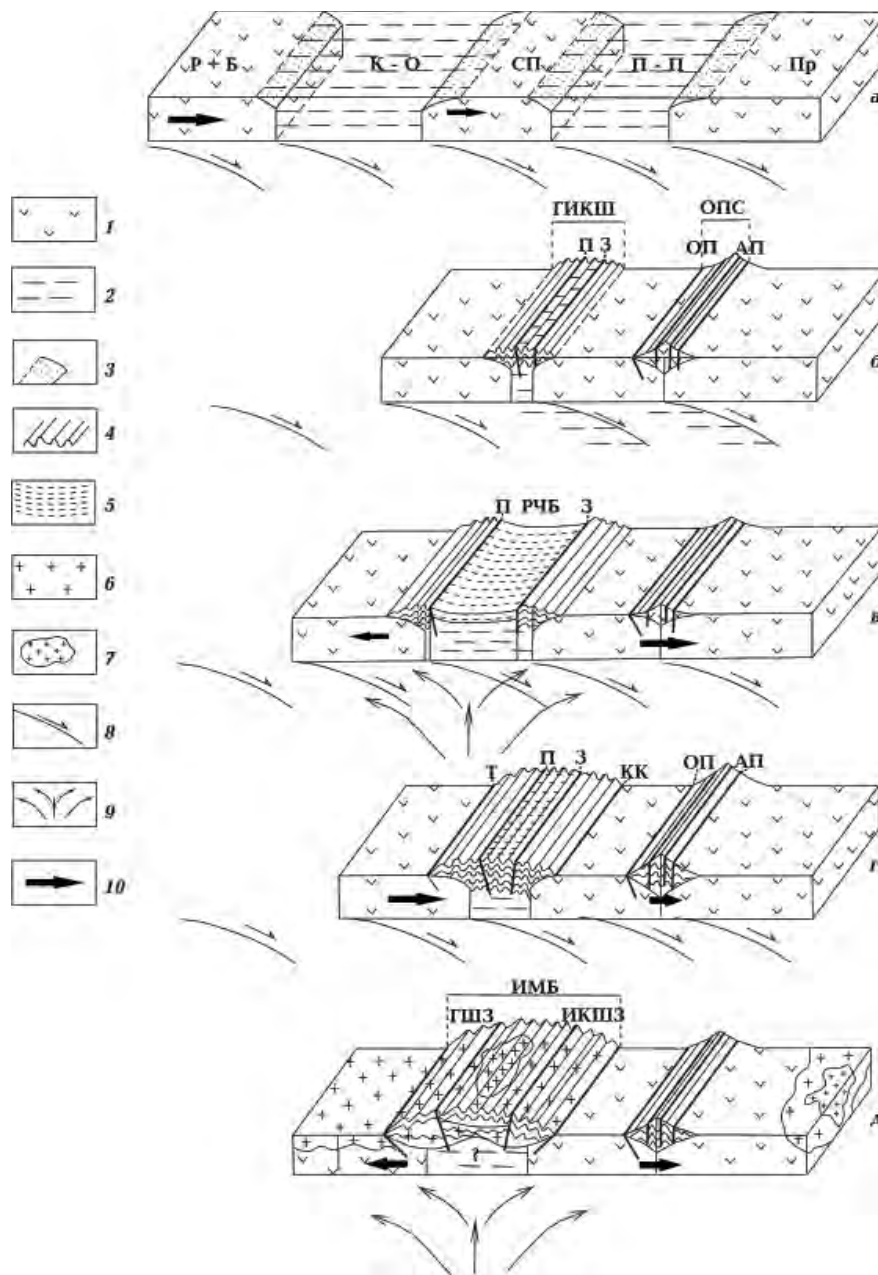 Р + Б К - О СП П - П Пр
а
1
ГИКШ ОПС
П З ОП АП
2
б
3
4
5
П РЧБ З
6
в
7
8
Т П З КК ОП АП
9
10
г
ИМБ
ГШЗ ИКШЗ
?
д